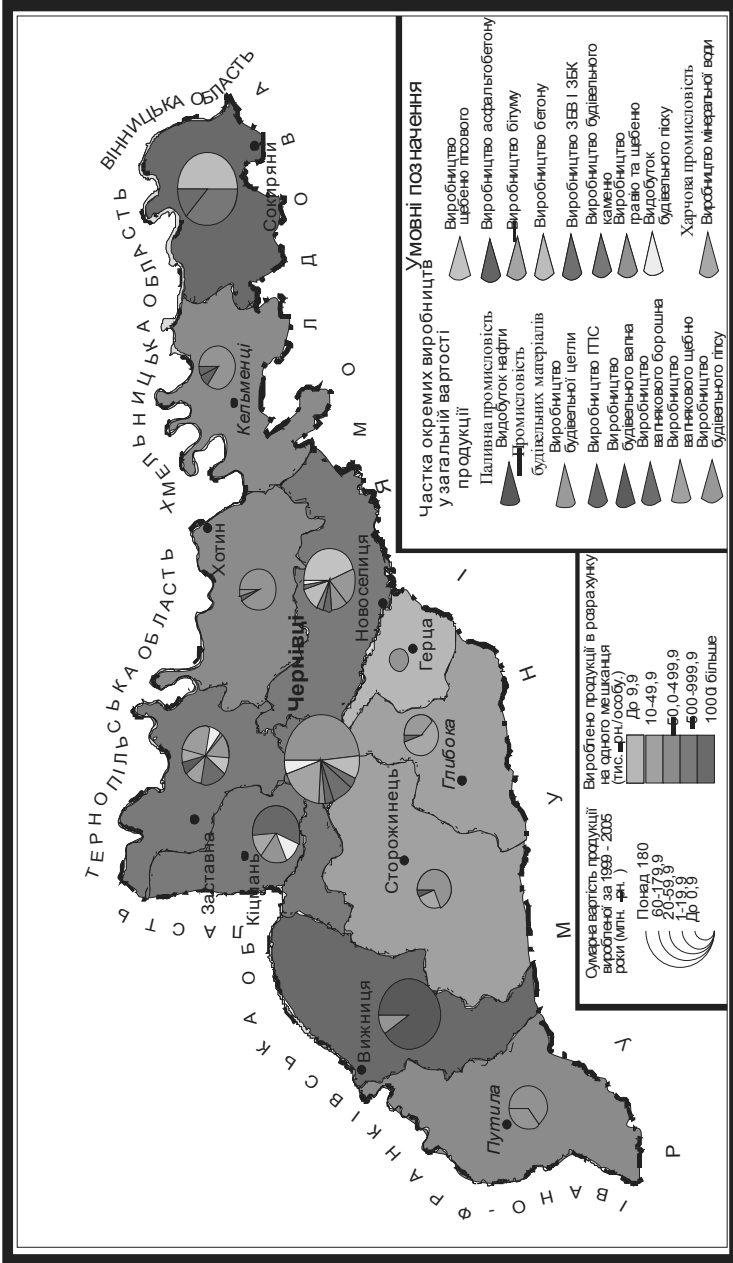 ВІННИЦЬКА ОБЛАСТЬ
ХМЕЛЬНИЦЬКА ОБЛАСТЬ
ТЕРНОПІЛЬСЬКА ОБЛАСТЬ
ІВАНО-ФРАНКІВСЬКА ОБЛАСТЬ
МОЛДОВА
РУМУНІЯ
Сокиряни
Кельменці
Хотин
Новоселиця
Чернівці
Герца
Заставна
Кіцмань
Глибока
Сторожинець
Вижниця
Путила
Умовні позначення
Частка окремих виробництв
у загальній вартості
продукції
Паливна промисловість
Видобуток нафти
Промисловість
будівельних матеріалів
Виробництво
будівельної цегли
Виробництво ПГС
Виробництво
будівельного вапна
Виробництво
вапнякового борошна
Виробництво
вапнякового щебню
Виробництво
будівельного гіпсу
Виробництво
щебеню гіпсового
Виробництво асфальтобетону
Виробництво бітуму
Виробництво бетону
Виробництво ЗБВ І ЗБК
Виробництво будівельного
каменю
Виробництво
гравію та щебеню
Видобуток
будівельного піску
Харчова промисловість
Виробництво мінеральної води
Сумарна вартість продукції
виробленої за 1999 - 2005
роки (млн. грн. )
Понад 180
60-179,9
20-59,9
1-19,9
До 0,9
Вироблено продукції в розрахунку
на одного мешканця
(тис. грн./особу.)
До 9,9
10-49,9
50,0-499,9
500-999,9
1000 і більше